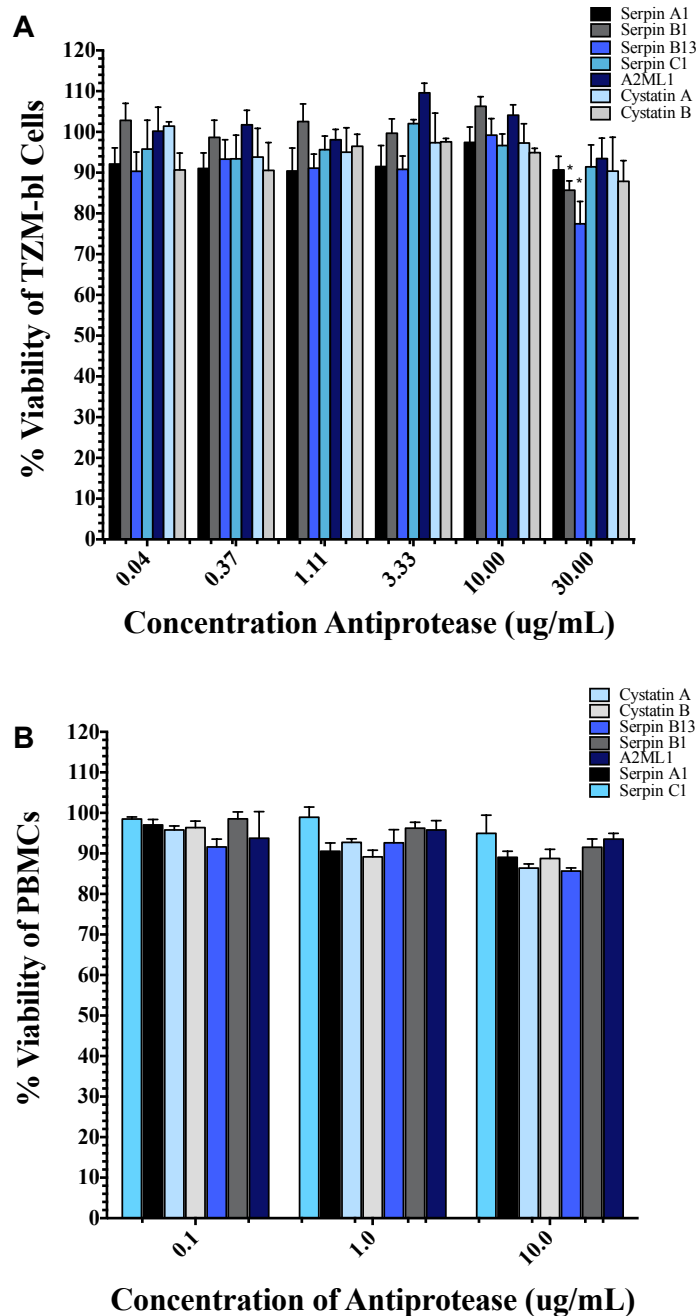 A
Serpin A1
Serpin B1
Serpin B13
Serpin C1
A2ML1
Cystatin A
Cystatin B
% Viability of TZM-bl Cells
120
110
100
90
80
70
60
50
40
30
20
10
0
* *
0.04 0.37 1.11 3.33 10.00 30.00
Concentration Antiprotease (ug/mL)
B
Cystatin A
Cystatin B
Serpin B13
Serpin B1
A2ML1
Serpin A1
Serpin C1
% Viability of PBMCs
120
110
100
90
80
70
60
50
40
30
20
10
0
0.1 1.0 10.0
Concentration of Antiprotease (ug/mL)